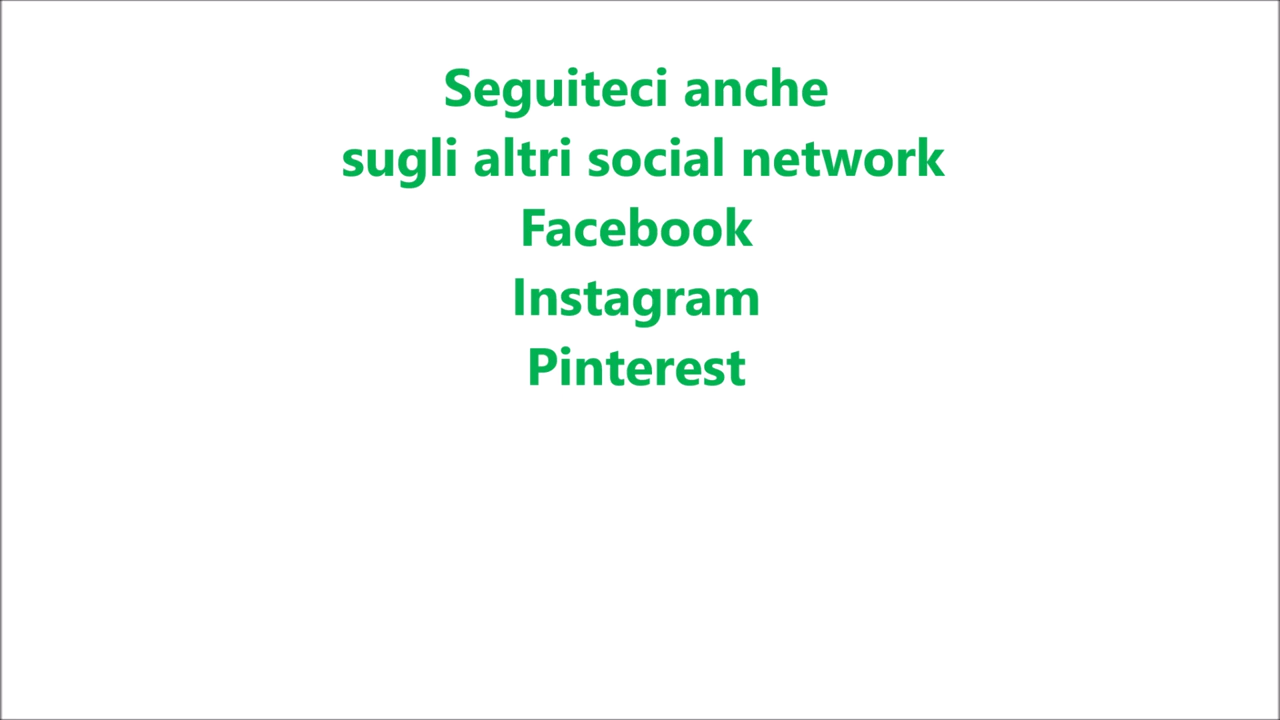 Seguiteci anche
sugli altri social network
Facebook
Instagram
Pinterest